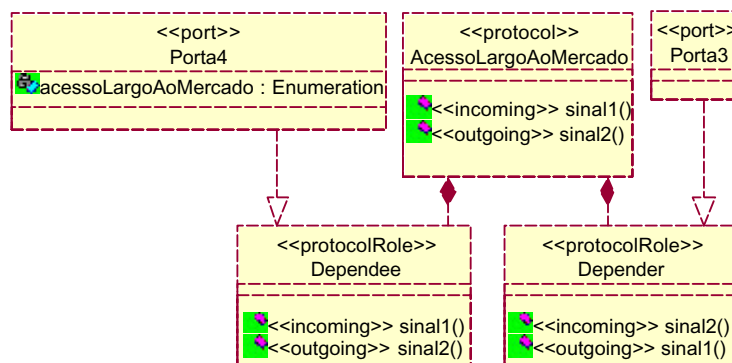 <<port>>
Porta4
acessoLargoAoMercado : Enumeration
<<protocol>>
AcessoLargoAoMercado
<<incoming>> sinal1()
<<outgoing>> sinal2()
<<port>>
Porta3
<<protocolRole>>
Dependee
<<incoming>> sinal1()
<<outgoing>> sinal2()
<<protocolRole>>
Depender
<<incoming>> sinal2()
<<outgoing>> sinal1()